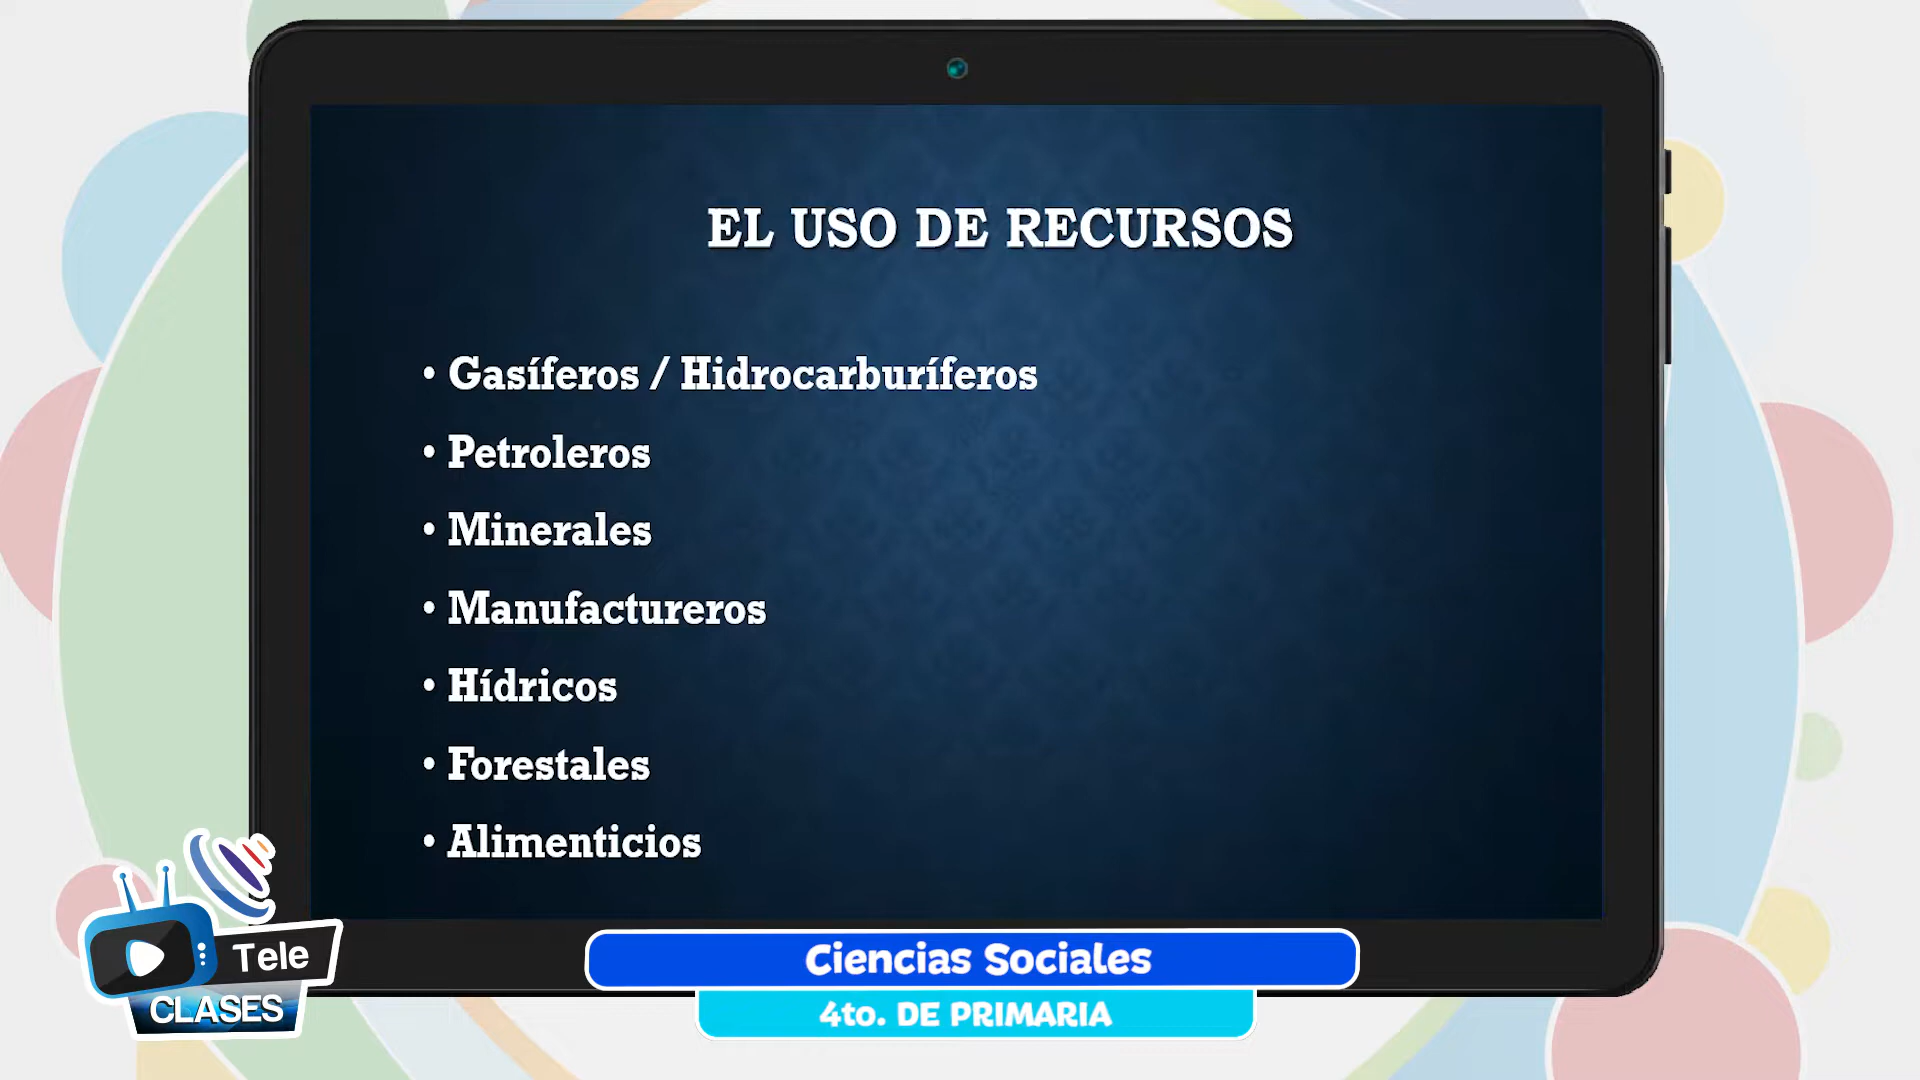 EL USO DE RECURSOS
• Gasíferos / Hidrocarburíferos
• Petroleros
• Minerales
• Manufactureros
• Hídricos
• Forestales
• Alimenticios
Tele
CLASES
Ciencias Sociales
4to. DE PRIMARIA